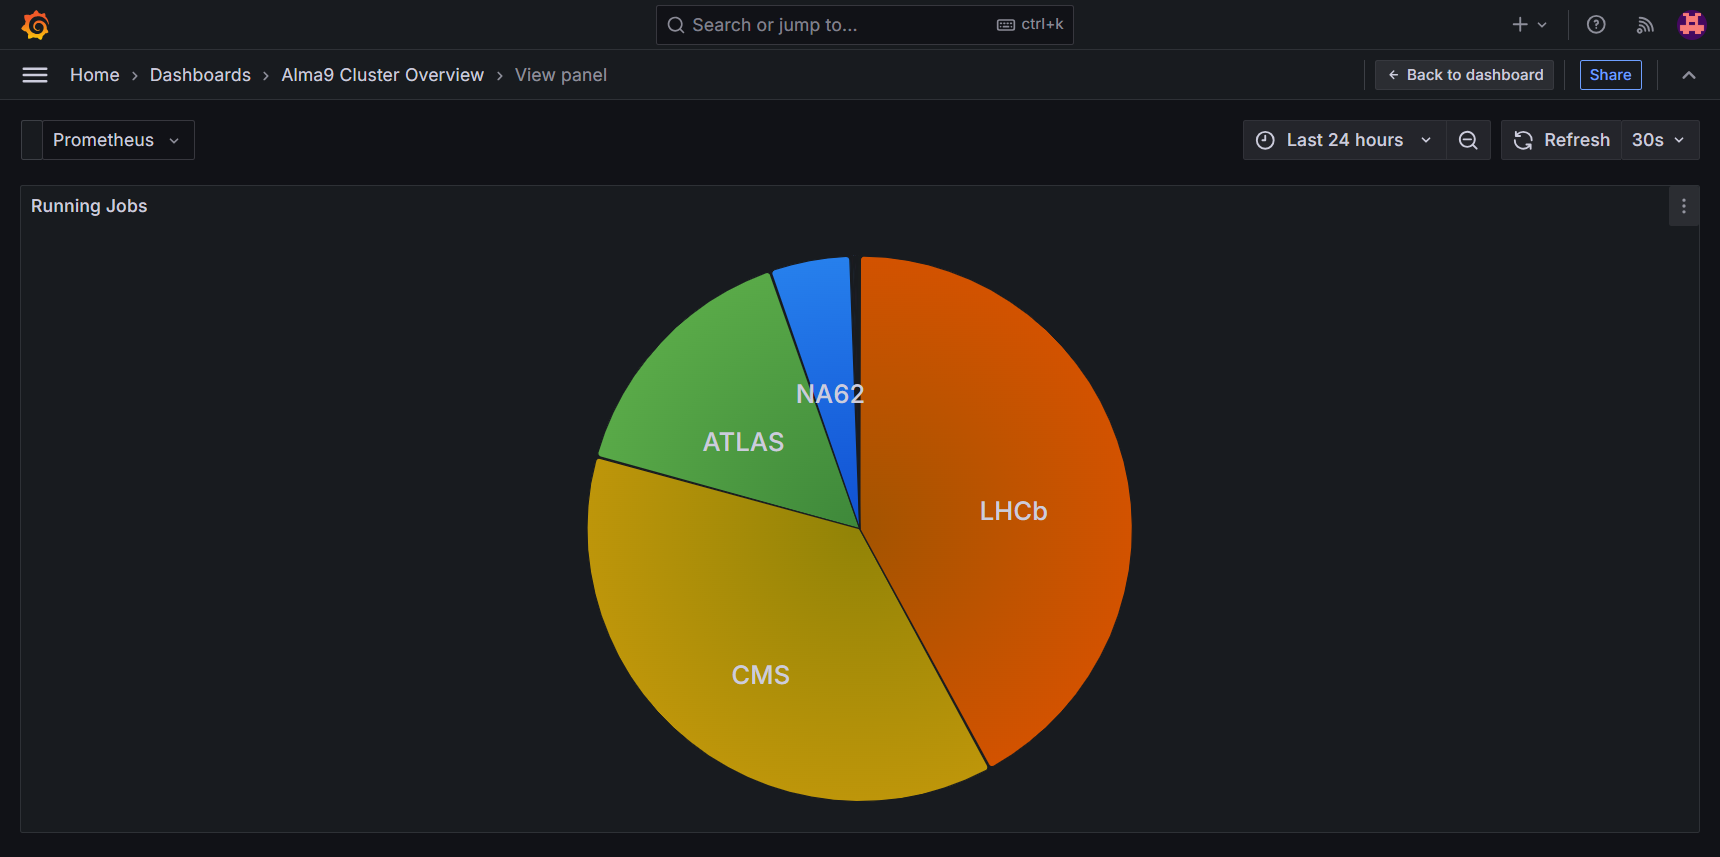 Search or jump to... ctrl+k
Home › Dashboards › Alma9 Cluster Overview › View panel
Back to dashboard
Share
Prometheus
Last 24 hours
Refresh
30s
Running Jobs
NA62
ATLAS
LHCb
CMS